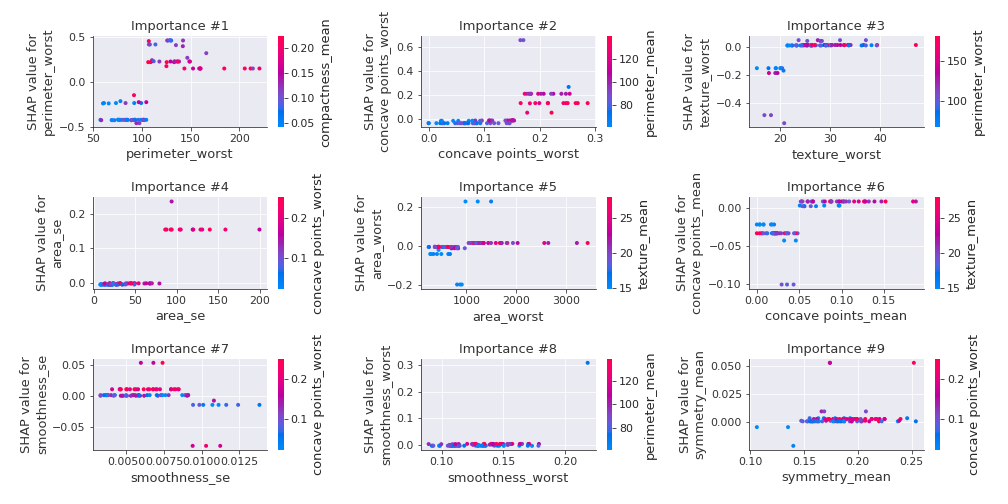 Importance #1
SHAP value for
perimeter_worst
0.5
0.0
−0.5
50
100
150
200
perimeter_worst
0.20
0.15
0.10
0.05
compactness_mean
Importance #2
SHAP value for
concave points_worst
0.6
0.4
0.2
0.0
0.0
0.1
0.2
0.3
concave points_worst
120
100
80
perimeter_mean
Importance #3
SHAP value for
texture_worst
0.0
−0.2
−0.4
20
30
40
texture_worst
150
100
perimeter_mean
Importance #4
SHAP value for
area_se
0.2
0.1
0.0
0
50
100
150
200
area_se
0.2
0.1
concave points_worst
Importance #5
SHAP value for
area_worst
0.2
0.0
−0.2
1000
2000
3000
area_worst
25
20
15
texture_mean
Importance #6
SHAP value for
concave points_mean
0.00
−0.05
−0.10
0.00
0.05
0.10
0.15
concave points_mean
25
20
15
texture_mean
Importance #7
SHAP value for
smoothness_se
0.05
0.00
−0.05
0.0050
0.0075
0.0100
0.0125
smoothness_se
0.2
0.1
concave points_worst
Importance #8
SHAP value for
smoothness_worst
0.3
0.2
0.1
0.0
0.10
0.15
0.20
smoothness_worst
120
100
80
perimeter_mean
Importance #9
SHAP value for
symmetry_mean
0.050
0.025
0.000
0.10
0.15
0.20
0.25
symmetry_mean
0.2
0.1
concave points_worst